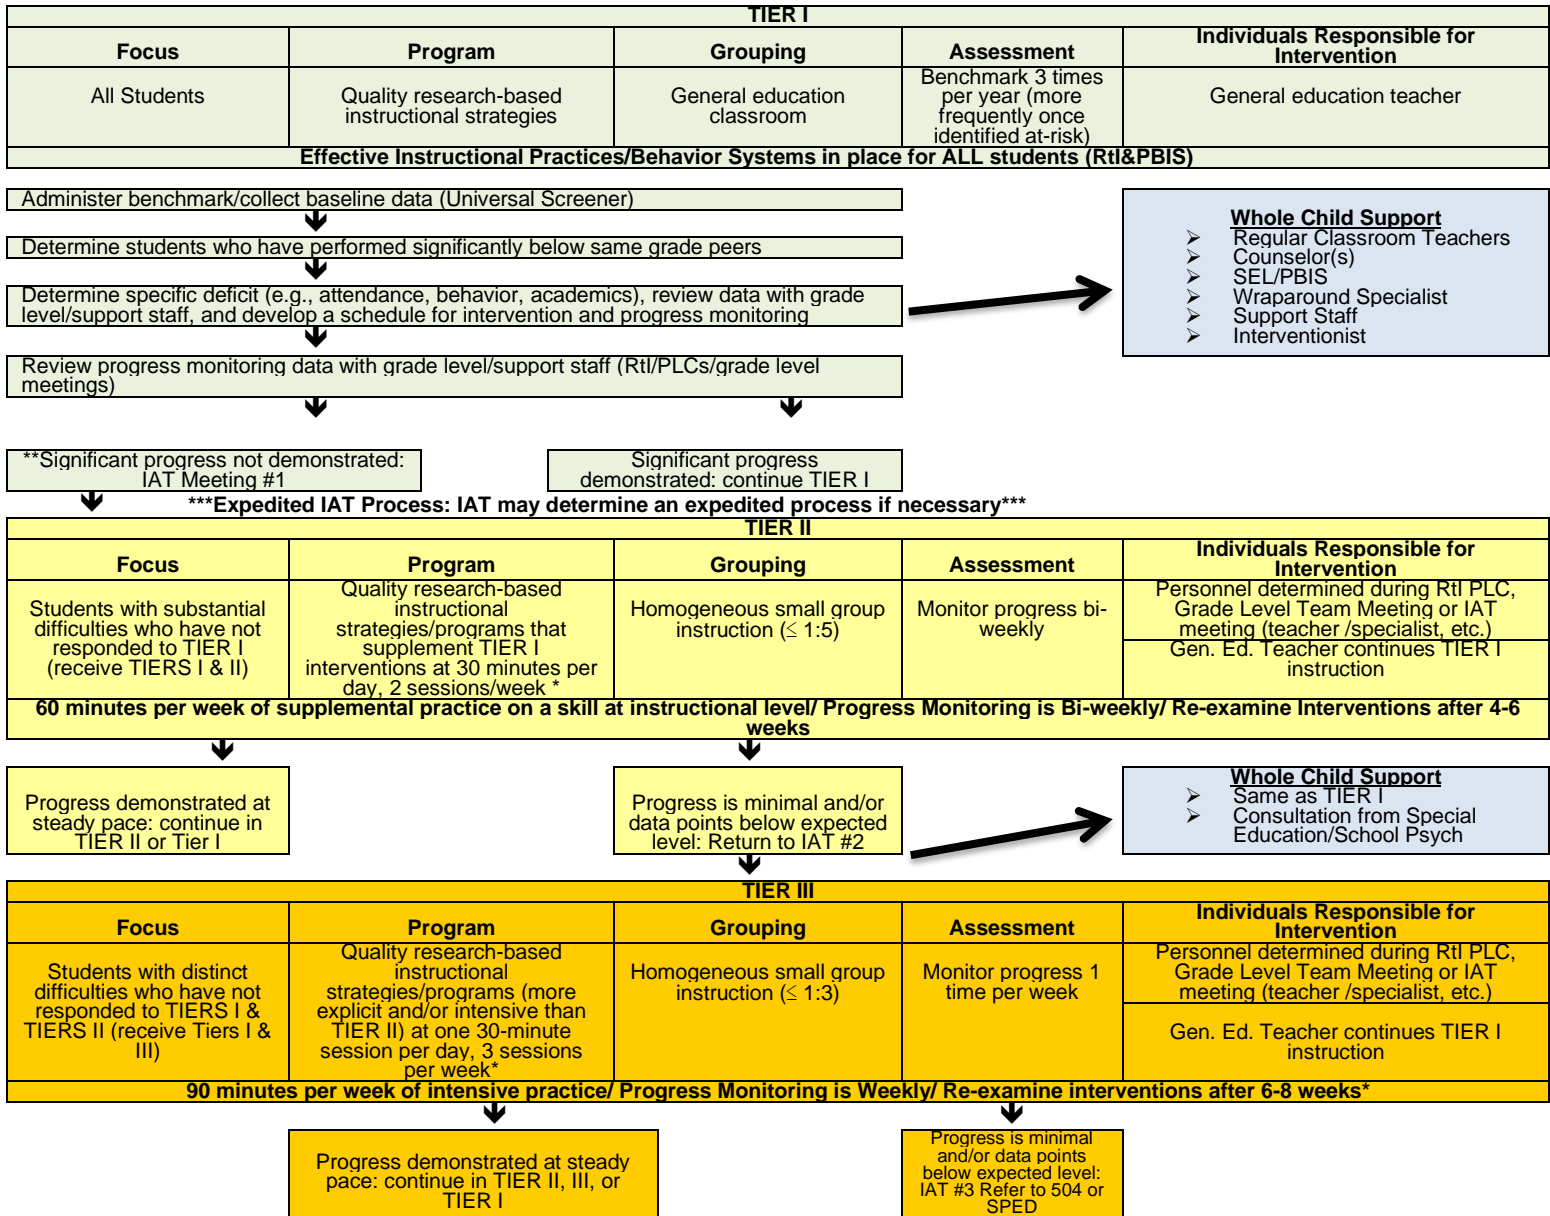 TIER I
Focus
Program
Grouping
Assessment
Individuals Responsible for
Intervention
All Students
Quality research-based
instructional strategies
General education
classroom
Benchmark 3 times
per year (more
frequently once
identified at-risk)
General education teacher
Effective Instructional Practices/Behavior Systems in place for ALL students (RtI&PBIS)
Administer benchmark/collect baseline data (Universal Screener)
Determine students who have performed significantly below same grade peers
Determine specific deficit (e.g., attendance, behavior, academics), review data with grade
level/support staff, and develop a schedule for intervention and progress monitoring
Review progress monitoring data with grade level/support staff (RtI/PLCs/grade level
meetings)
Whole Child Support
➢ Regular Classroom Teachers
➢ Counselor(s)
➢ SEL/PBIS
➢ Wraparound Specialist
➢ Support Staff
➢ Interventionist
**Significant progress not demonstrated:
IAT Meeting #1
Significant progress
demonstrated: continue TIER I
***Expedited IAT Process: IAT may determine an expedited process if necessary***
TIER II
Focus
Program
Grouping
Assessment
Individuals Responsible for
Intervention
Students with substantial
difficulties who have not
responded to TIER I
(receive TIERS I & II)
Quality research-based
instructional
strategies/programs that
supplement TIER I
interventions at 30 minutes per
day, 2 sessions/week *
Homogeneous small group
instruction (≤ 1:5)
Monitor progress bi-
weekly
Personnel determined during RtI PLC,
Grade Level Team Meeting or IAT
meeting (teacher /specialist, etc.)
Gen. Ed. Teacher continues TIER I
instruction
60 minutes per week of supplemental practice on a skill at instructional level/ Progress Monitoring is Bi-weekly/ Re-examine Interventions after 4-6
weeks
Progress demonstrated at
steady pace: continue in
TIER II or Tier I
Progress is minimal and/or
data points below expected
level: Return to IAT #2
Whole Child Support
➢ Same as TIER I
➢ Consultation from Special
Education/School Psych
TIER III
Focus
Program
Grouping
Assessment
Individuals Responsible for
Intervention
Students with distinct
difficulties who have not
responded to TIERS I &
TIERS II (receive Tiers I &
III)
Quality research-based
instructional
strategies/programs (more
explicit and/or intensive than
TIER II) at one 30-minute
session per day, 3 sessions
per week*
Homogeneous small group
instruction (≤ 1:3)
Monitor progress 1
time per week
Personnel determined during RtI PLC,
Grade Level Team Meeting or IAT
meeting (teacher /specialist, etc.)
Gen. Ed. Teacher continues TIER I
instruction
90 minutes per week of intensive practice/ Progress Monitoring is Weekly/ Re-examine interventions after 6-8 weeks*
Progress demonstrated at steady
pace: continue in TIER II, III, or
TIER I
Progress is minimal
and/or data points
below expected level:
IAT #3 Refer to 504 or
SPED